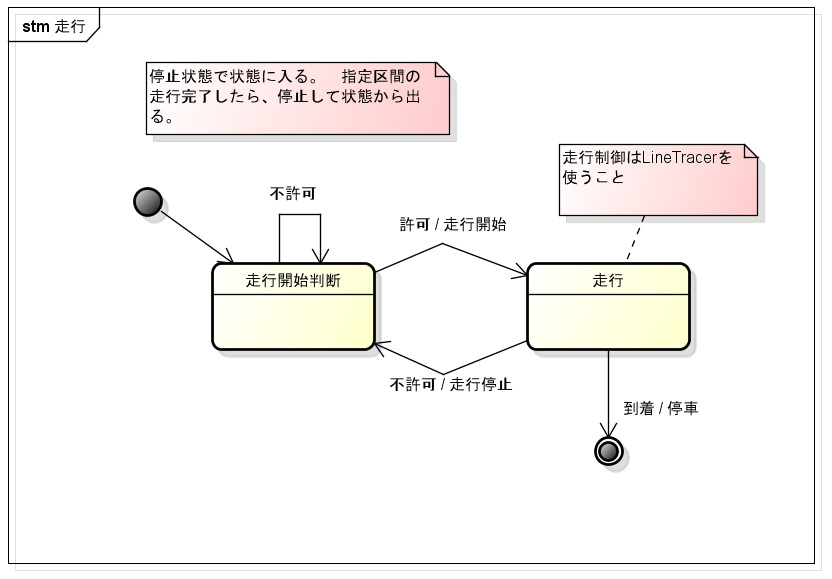 stm 走行
停止状態で状態に入る。　指定区間の
走行完了したら、停止して状態から出
る。
走行制御はLineTracerを
使うこと
不許可
許可 / 走行開始
走行開始判断
走行
不許可 / 走行停止
到着 / 停車